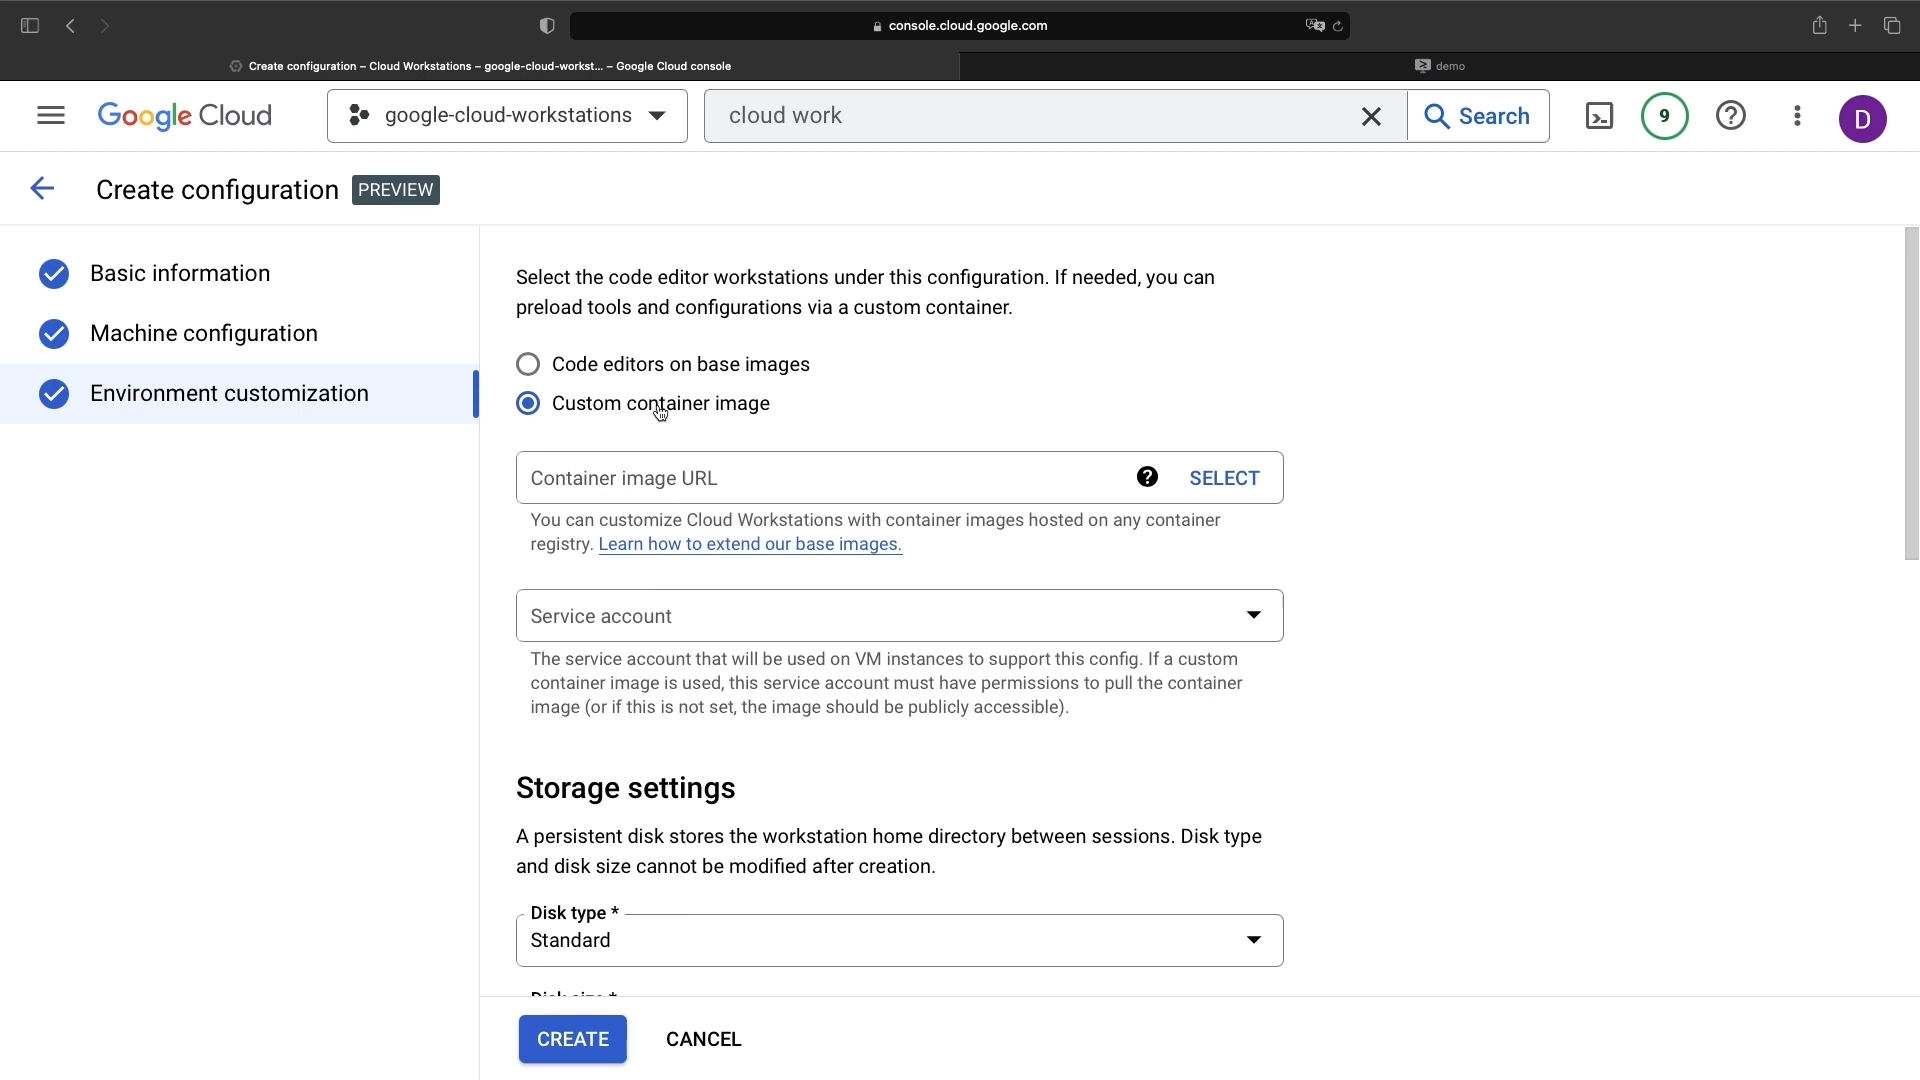 console.cloud.google.com
Create configuration – Cloud Workstations – google-cloud-workst... – Google Cloud console
demo
Google Cloud
google-cloud-workstations
cloud work
Search
9
D
Create configuration
PREVIEW
Basic information
Machine configuration
Environment customization
Select the code editor workstations under this configuration. If needed, you can
preload tools and configurations via a custom container.
Code editors on base images
Custom container image
Container image URL
SELECT
You can customize Cloud Workstations with container images hosted on any container
registry. Learn how to extend our base images.
Service account
The service account that will be used on VM instances to support this config. If a custom
container image is used, this service account must have permissions to pull the container
image (or if this is not set, the image should be publicly accessible).
Storage settings
A persistent disk stores the workstation home directory between sessions. Disk type
and disk size cannot be modified after creation.
Disk type *
Standard
Disk size *
CREATE
CANCEL